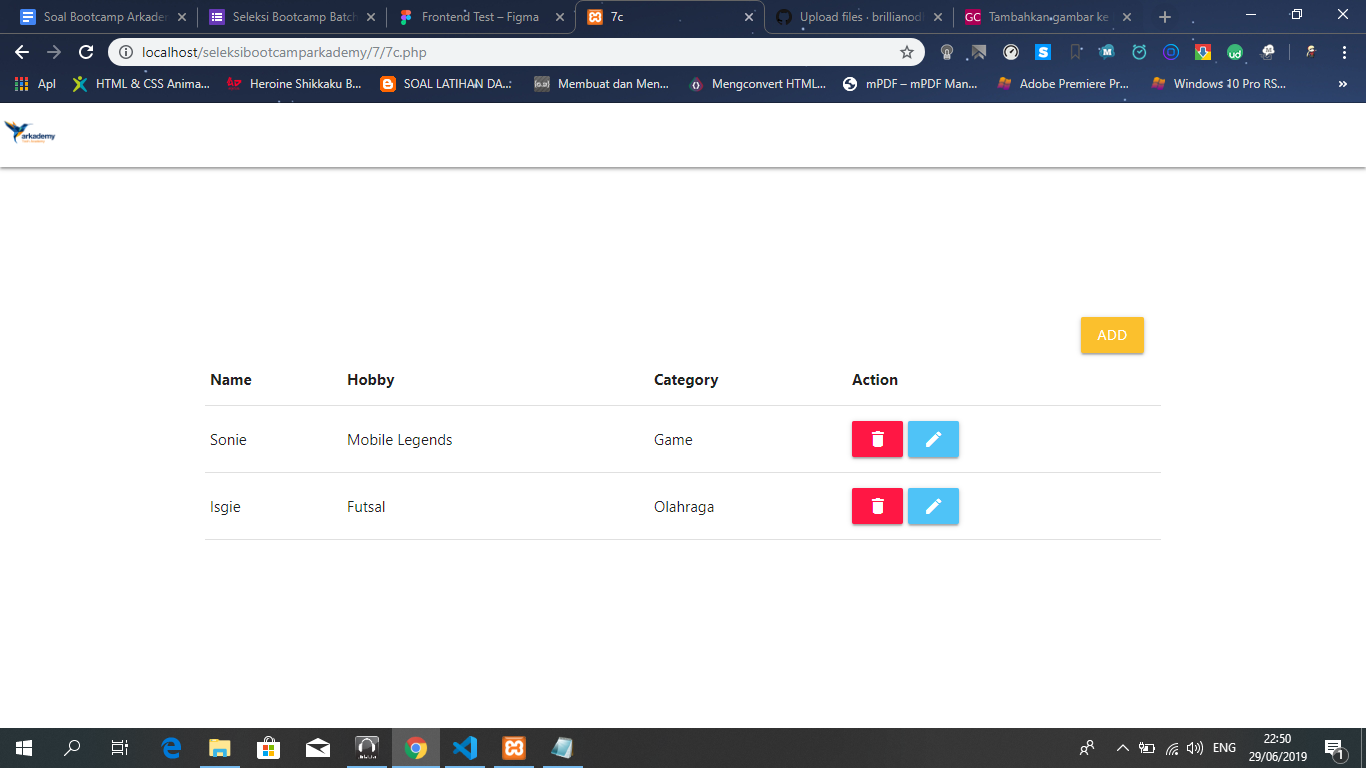 Soal Bootcamp Arkader
Seleksi Bootcamp Batch
Frontend Test – Figma
7c
Upload files · brillianodh
GC Tambahkan gambar ke
localhost/seleksibootcamparkademy/7/7c.php
Apl
HTML & CSS Anima...
Heroine Shikkaku B...
SOAL LATIHAN DA...
Membuat dan Men...
Mengconvert HTML...
mPDF – mPDF Man...
Adobe Premiere Pr...
Windows 10 Pro RS...
»
arkademy
ADD
Name Hobby Category Action
Sonie Mobile Legends Game
Isgie Futsal Olahraga
ENG
22:50
29/06/2019
1